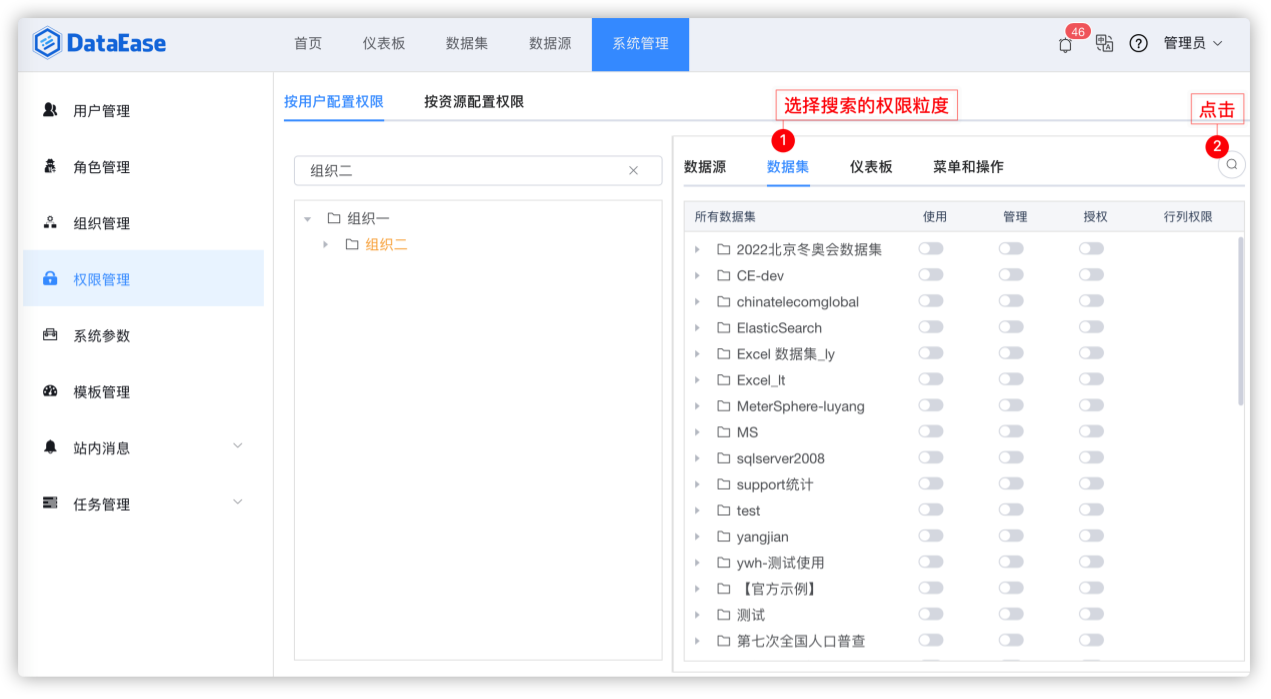 DataEase 首页 仪表板 数据集 数据源 系统管理 46 管理员
用户管理
角色管理
组织管理
权限管理
系统参数
模板管理
站内消息
任务管理
按用户配置权限 按资源配置权限
选择搜索的权限粒度
点击
1
2
组织二
组织一
组织二
数据源 数据集 仪表板 菜单和操作
所有数据集 使用 管理 授权 行列权限
2022北京冬奥会数据集
CE-dev
chinatelecomglobal
ElasticSearch
Excel 数据集_ly
Excel_lt
MeterSphere-luyang
MS
sqlserver2008
support统计
test
yangjian
ywh-测试使用
【官方示例】
测试
第七次全国人口普查